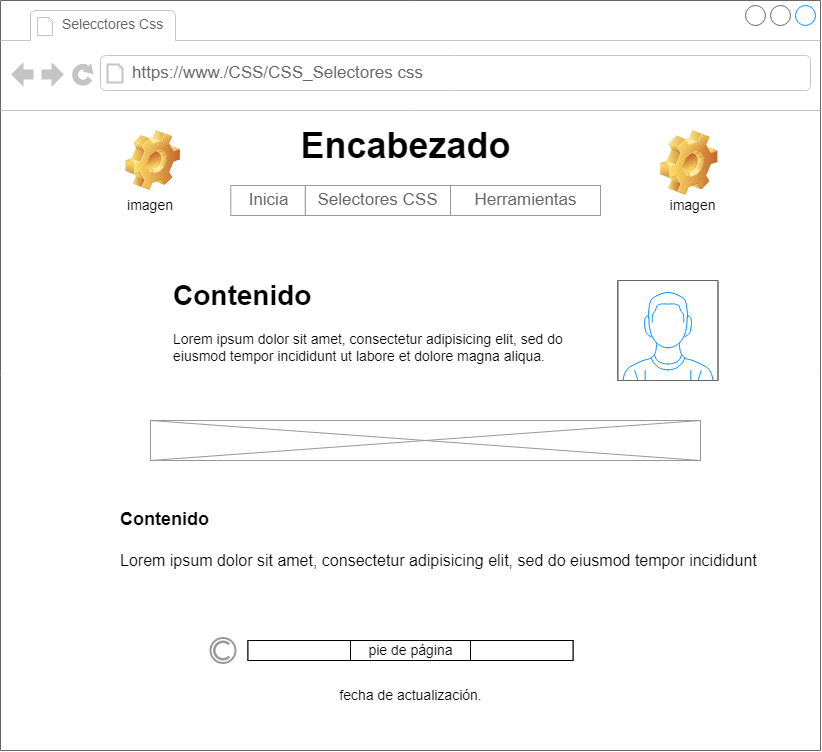 Selecctores Css
https://www./CSS/CSS_Selectores css
Encabezado
imagen
imagen
Inicia Selectores CSS Herramientas
Contenido
Lorem ipsum dolor sit amet, consectetur adipisicing elit, sed do
eiusmod tempor incididunt ut labore et dolore magna aliqua.
Contenido
Lorem ipsum dolor sit amet, consectetur adipisicing elit, sed do eiusmod tempor incididunt
© pie de página
fecha de actualización.